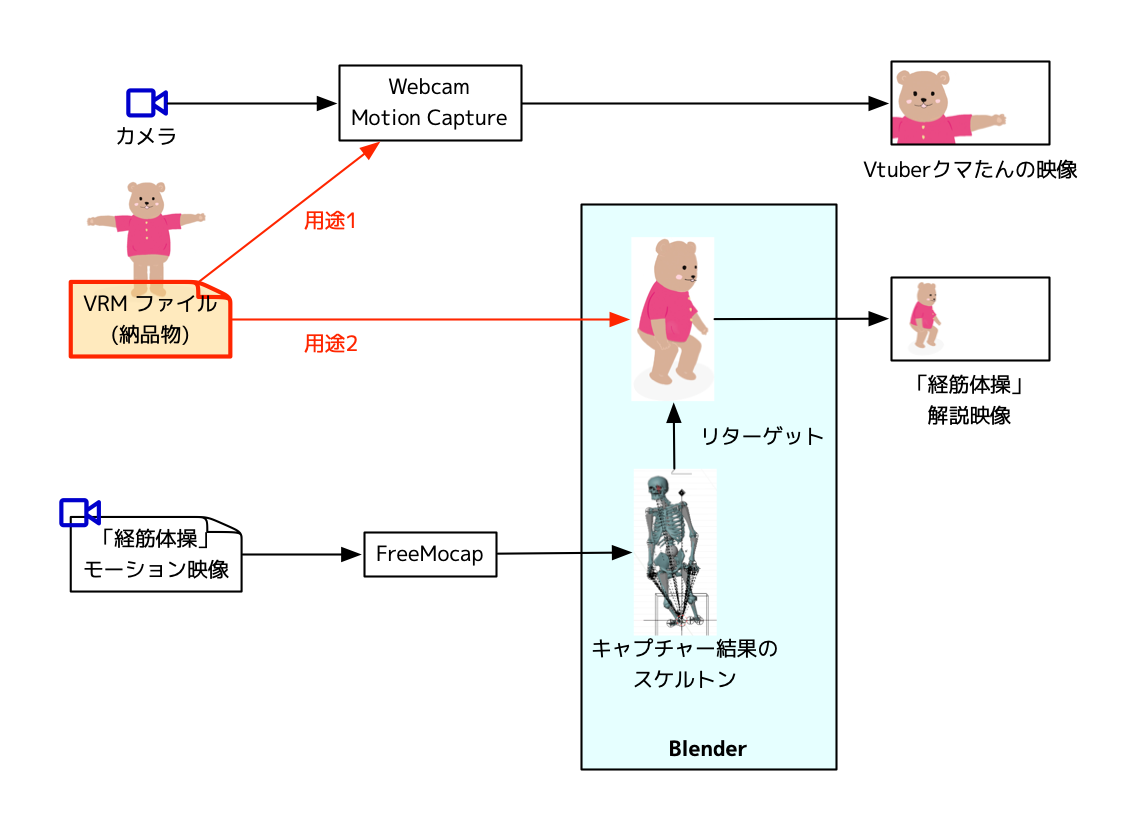 Webcam
Motion Capture
カメラ
Vtuberクマたんの映像
用途1
VRM ファイル
(納品物)
用途2
「経筋体操」
解説映像
リターゲット
「経筋体操」
モーション映像
FreeMocap
キャプチャー結果の
スケルトン
Blender